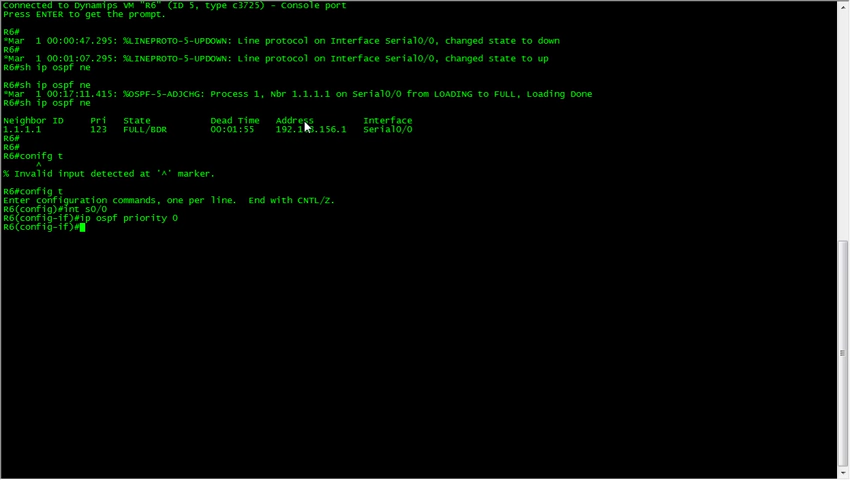 Connected to Dynamips VM "R6" (ID 5, type c3725) - Console port
Press ENTER to get the prompt.
R6#
*Mar  1 00:00:47.295: %LINEPROTO-5-UPDOWN: Line protocol on Interface Serial0/0, changed state to down
R6#
*Mar  1 00:01:07.295: %LINEPROTO-5-UPDOWN: Line protocol on Interface Serial0/0, changed state to up
R6#sh ip ospf ne
R6#sh ip ospf ne
*Mar  1 00:17:11.415: %OSPF-5-ADJCHG: Process 1, Nbr 1.1.1.1 on Serial0/0 from LOADING to FULL, Loading Done
R6#sh ip ospf ne
Neighbor ID     Pri   State           Dead Time   Address         Interface
1.1.1.1         123   FULL/BDR        00:01:55    Serial0/0
R6#
R6#
R6#conifg t
^
% Invalid input detected at '^' marker.
R6#config t
Enter configuration commands, one per line.  End with CNTL/Z.
R6(config)#int s0/0
R6(config-if)#ip ospf priority 0
R6(config-if)#